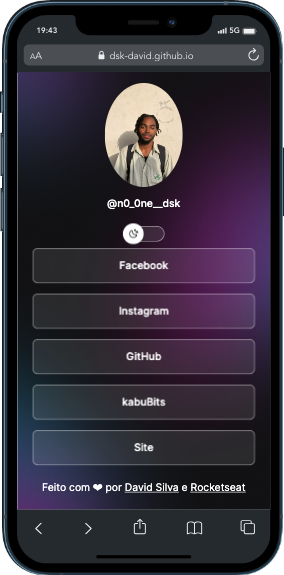 19:43
5G
AA
dsk-david.github.io
@n0_0ne__dsk
Facebook
Instagram
GitHub
kabuBits
Site
Feito com ❤ por David Silva e Rocketseat